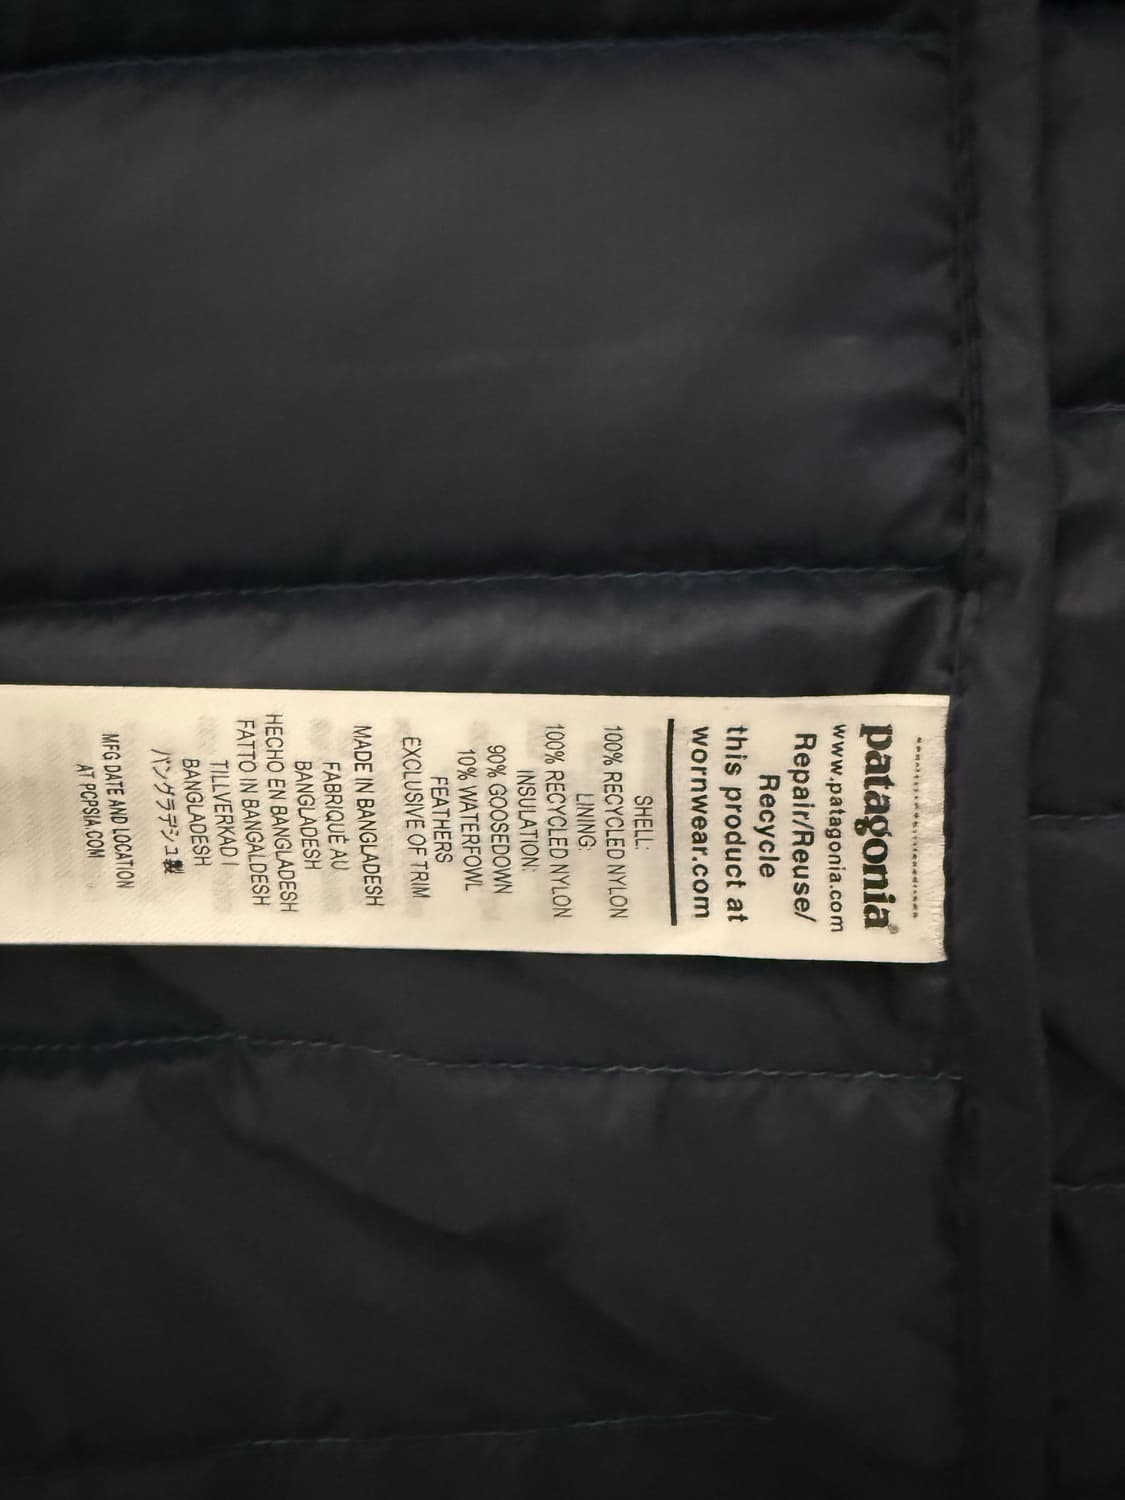 patagonia®
www.patagonia.com
Repair/Reuse/
Recycle
this product at
wornwear.com
SHELL:
100% RECYCLED NYLON
LINING:
100% RECYCLED NYLON
INSULATION:
90% GOOSEDOWN
10% WATERFOWL
FEATHERS
EXCLUSIVE OF TRIM
MADE IN BANGLADESH
FABRIQUÉ AU
BANGLADESH
HECHO EN BANGLADESH
FATTO IN BANGALDESH
TILLVERKAD I
BANGLADESH
バングラデシュ製
MFG DATE AND LOCATION
AT PCPSIA.COM